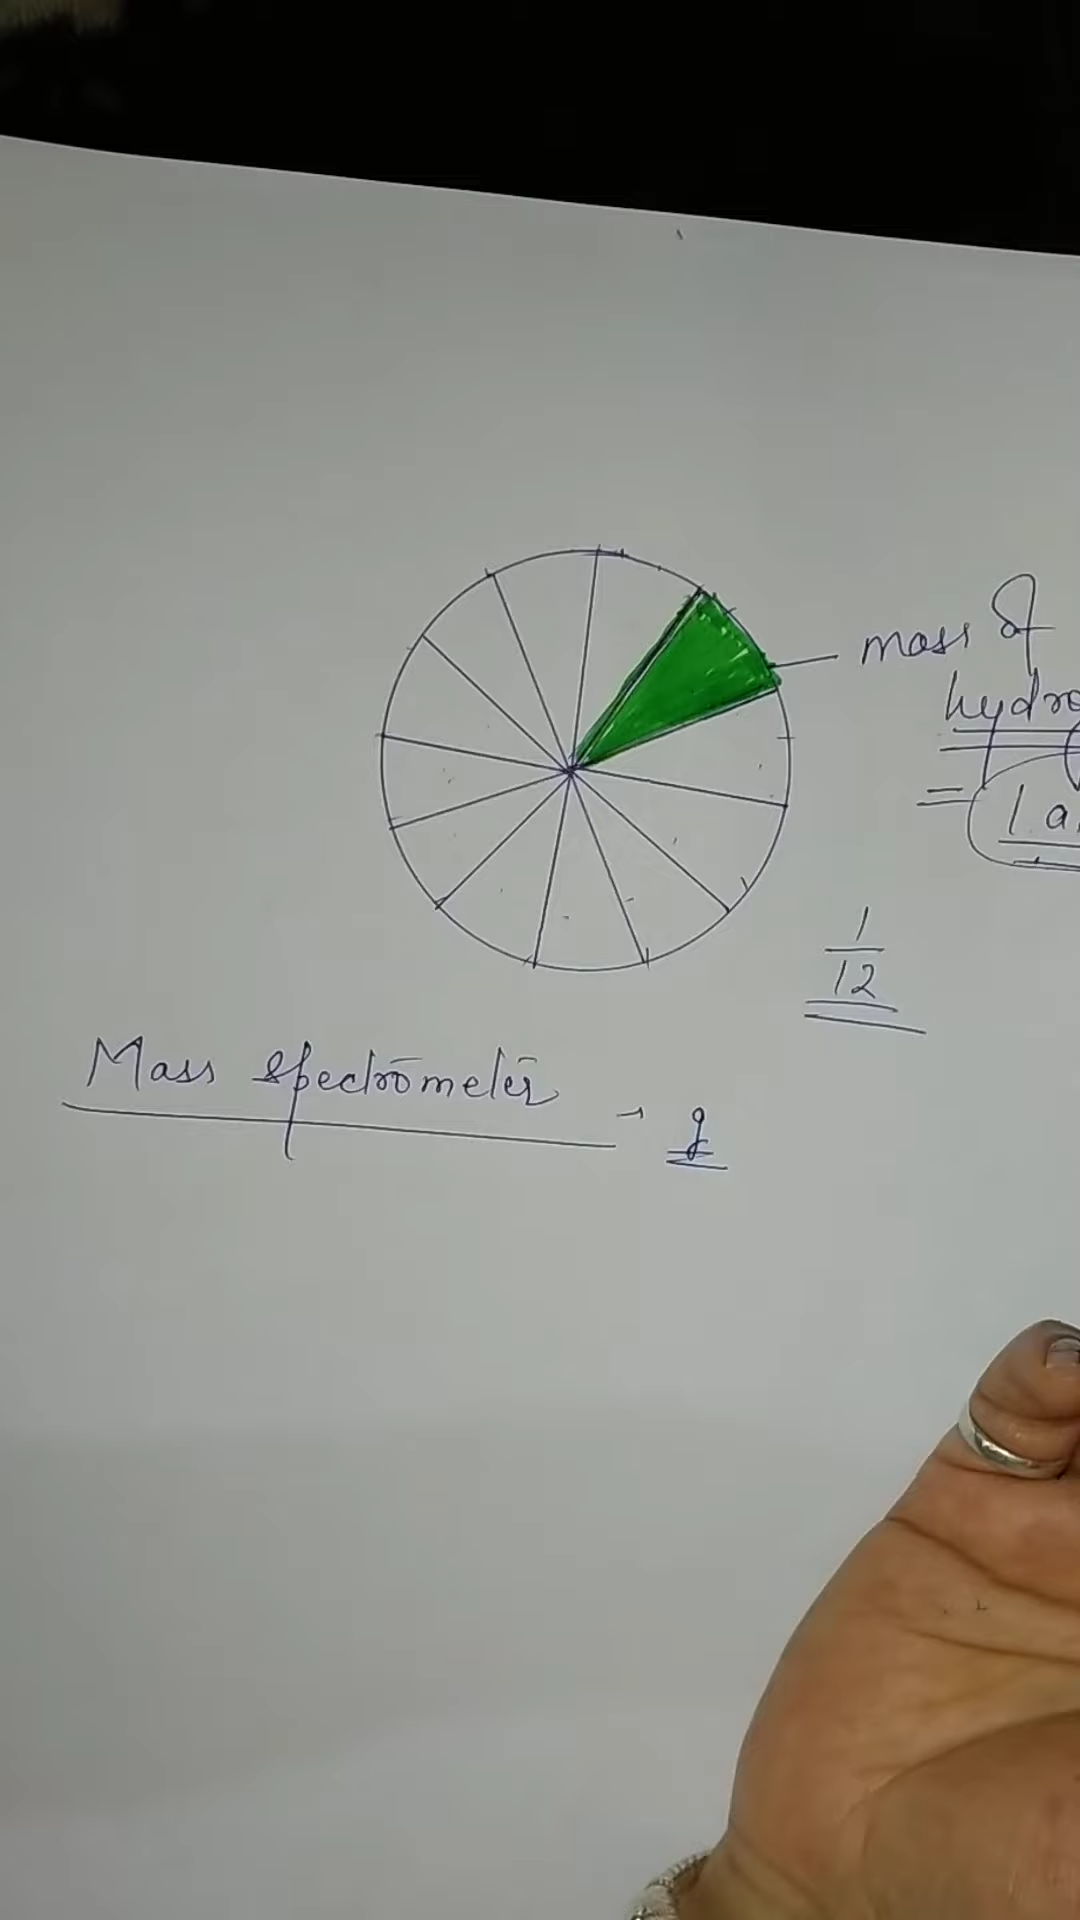 mass of
hydro
= 1 a
1
12
Mass spectrometer